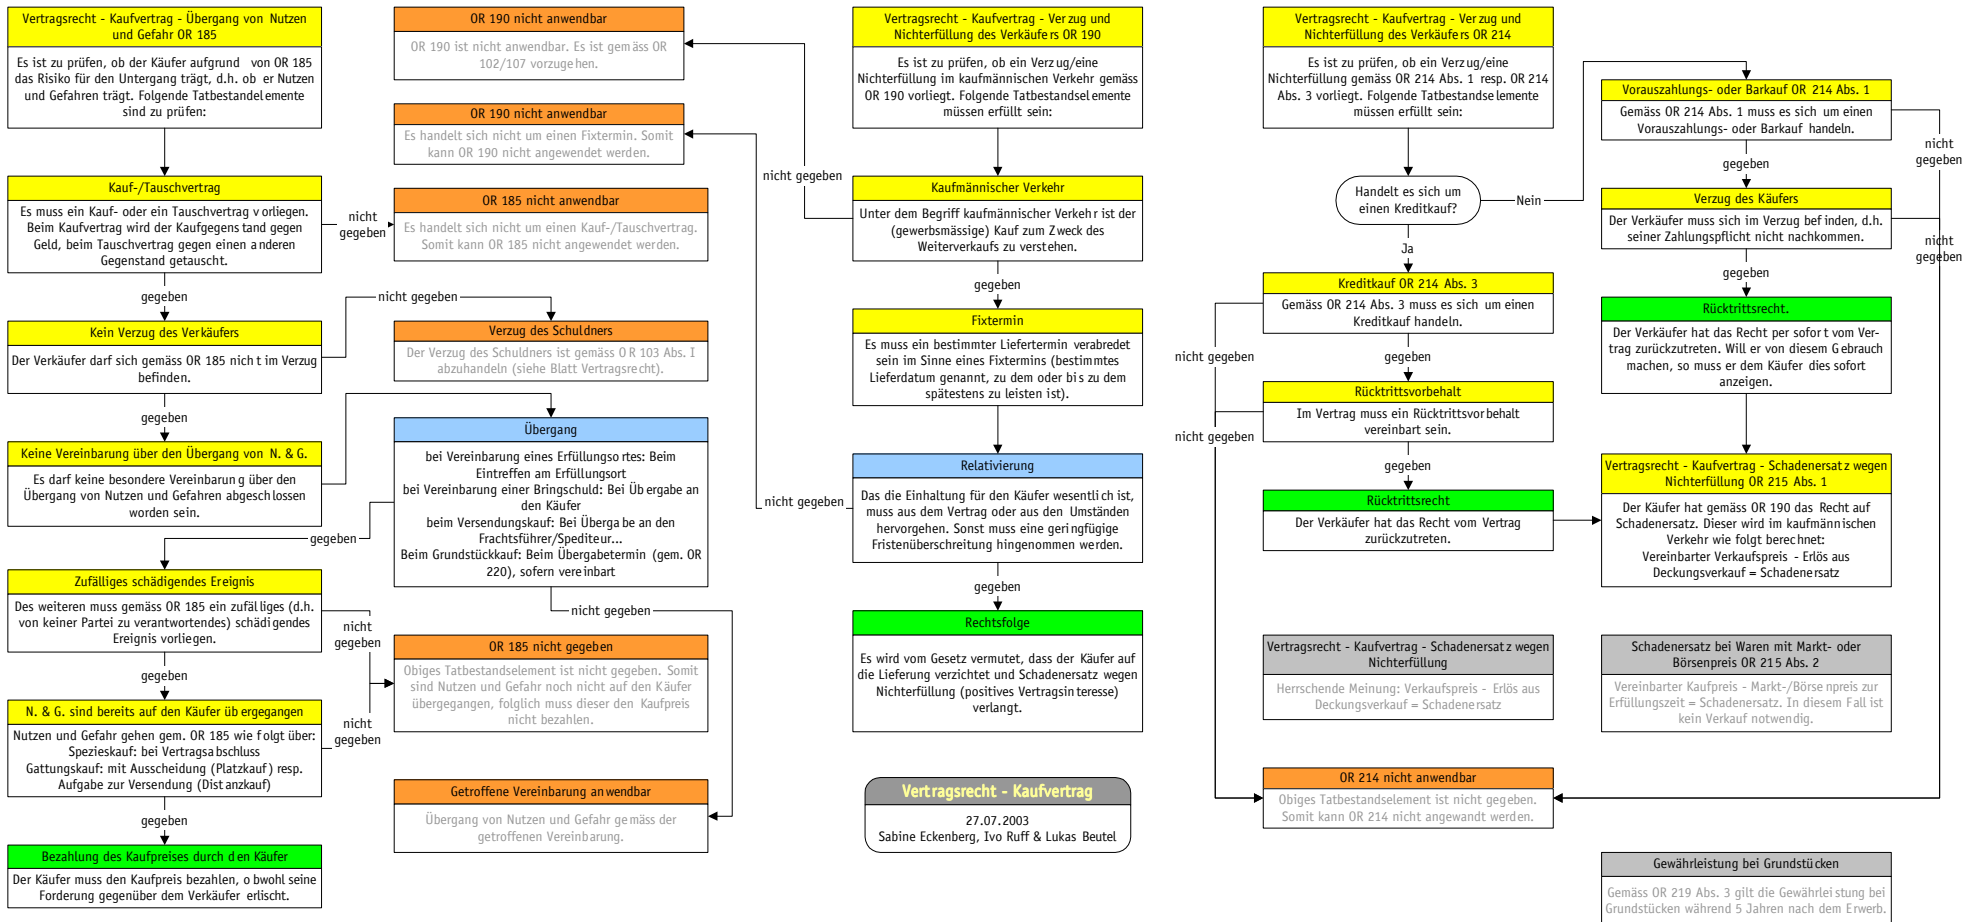 Vertragsrecht - Kaufvertrag - Übergang von Nutzen
und Gefahr OR 185
Es ist zu prüfen, ob der Käufer aufgrund von OR 185
das Risiko für den Untergang trägt, d.h. ob er Nutzen
und Gefahren trägt. Folgende Tatbestandelemente
sind zu prüfen:
Kauf-/Tauschvertrag
Es muss ein Kauf- oder ein Tauschvertrag vorliegen.
Beim Kaufvertrag wird der Kaufgegenstand gegen
Geld, beim Tauschvertrag gegen einen anderen
Gegenstand getauscht.
nicht
gegeben
gegeben
Kein Verzug des Verkäufers
Der Verkäufer darf sich gemäss OR 185 nicht im Verzug
befinden.
nicht gegeben
gegeben
Keine Vereinbarung über den Übergang von N. & G.
Es darf keine besondere Vereinbarung über den
Übergang von Nutzen und Gefahren abgeschlossen
worden sein.
gegeben
Zufälliges schädigendes Ereignis
Des weiteren muss gemäss OR 185 ein zufälliges (d.h.
von keiner Partei zu verantwortendes) schädigendes
Ereignis vorliegen.
nicht
gegeben
gegeben
N. & G. sind bereits auf den Käufer übergegangen
Nutzen und Gefahr gehen gem. OR 185 wie folgt über:
Spezieskauf: bei Vertragsabschluss
Gattungskauf: mit Ausscheidung (Platzkauf) resp.
Aufgabe zur Versendung (Distanzkauf)
nicht
gegeben
gegeben
Bezahlung des Kaufpreises durch den Käufer
Der Käufer muss den Kaufpreis bezahlen, obwohl seine
Forderung gegenüber dem Verkäufer erlischt.
OR 190 nicht anwendbar
OR 190 ist nicht anwendbar. Es ist gemäss OR
102/107 vorzugehen.
OR 190 nicht anwendbar
Es handelt sich nicht um einen Fixtermin. Somit
kann OR 190 nicht angewendet werden.
OR 185 nicht anwendbar
Es handelt sich nicht um einen Kauf-/Tauschvertrag.
Somit kann OR 185 nicht angewendet werden.
Verzug des Schuldners
Der Verzug des Schuldners ist gemäss OR 103 Abs. I
abzuhandeln (siehe Blatt Vertragsrecht).
Übergang
bei Vereinbarung eines Erfüllungsortes: Beim
Eintreffen am Erfüllungsort
bei Vereinbarung einer Bringschuld: Bei Übergabe an
den Käufer
beim Versendungskauf: Bei Übergabe an den
Frachtsführer/Spediteur...
Beim Grundstückkauf: Beim Übergabetermin (gem. OR
220), sofern vereinbart
nicht gegeben
OR 185 nicht gegeben
Obiges Tatbestandselement ist nicht gegeben. Somit
sind Nutzen und Gefahr noch nicht auf den Käufer
übergegangen, folglich muss dieser den Kaufpreis
nicht bezahlen.
Getroffene Vereinbarung anwendbar
Übergang von Nutzen und Gefahr gemäss der
getroffenen Vereinbarung.
Vertragsrecht - Kaufvertrag - Verzug und
Nichterfüllung des Verkäufers OR 190
Es ist zu prüfen, ob ein Verzug/eine
Nichterfüllung im kaufmännischen Verkehr gemäss
OR 190 vorliegt. Folgende Tatbestandselemente
müssen erfüllt sein:
nicht gegeben
Kaufmännischer Verkehr
Unter dem Begriff kaufmännischer Verkehr ist der
(gewerbsmässige) Kauf zum Zweck des
Weiterverkaufs zu verstehen.
gegeben
Fixtermin
Es muss ein bestimmter Liefertermin verabredet
sein im Sinne eines Fixtermins (bestimmtes
Lieferdatum genannt, zu dem oder bis zu dem
spätestens zu leisten ist).
Relativierung
Das die Einhaltung für den Käufer wesentlich ist,
muss aus dem Vertrag oder aus den Umständen
hervorgehen. Sonst muss eine geringfügige
Fristenüberschreitung hingenommen werden.
nicht gegeben
gegeben
Rechtsfolge
Es wird vom Gesetz vermutet, dass der Käufer auf
die Lieferung verzichtet und Schadenersatz wegen
Nichterfüllung (positives Vertragsinteresse)
verlangt.
Vertragsrecht - Kaufvertrag
27.07.2003
Sabine Eckenberg, Ivo Ruff & Lukas Beutel
Vertragsrecht - Kaufvertrag - Verzug und
Nichterfüllung des Verkäufers OR 214
Es ist zu prüfen, ob ein Verzug/eine
Nichterfüllung gemäss OR 214 Abs. 1 resp. OR 214
Abs. 3 vorliegt. Folgende Tatbestandselemente
müssen erfüllt sein:
Handelt es sich um
einen Kreditkauf?
Nein
Ja
Kreditkauf OR 214 Abs. 3
Gemäss OR 214 Abs. 3 muss es sich um einen
Kreditkauf handeln.
nicht gegeben
gegeben
Rücktrittsvorbehalt
Im Vertrag muss ein Rücktrittsvorbehalt
vereinbart sein.
nicht gegeben
gegeben
Rücktrittsrecht
Der Verkäufer hat das Recht vom Vertrag
zurückzutreten.
Vertragsrecht - Kaufvertrag - Schadenersatz wegen
Nichterfüllung
Herrschende Meinung: Verkaufspreis - Erlös aus
Deckungsverkauf = Schadenersatz
OR 214 nicht anwendbar
Obiges Tatbestandselement ist nicht gegeben.
Somit kann OR 214 nicht angewandt werden.
Vorauszahlungs- oder Barkauf OR 214 Abs. 1
Gemäss OR 214 Abs. 1 muss es sich um einen
Vorauszahlungs- oder Barkauf handeln.
nicht
gegeben
gegeben
Verzug des Käufers
Der Verkäufer muss sich im Verzug befinden, d.h.
seiner Zahlungspflicht nicht nachkommen.
nicht
gegeben
gegeben
Rücktrittsrecht.
Der Verkäufer hat das Recht per sofort vom Ver-
trag zurückzutreten. Will er von diesem Gebrauch
machen, so muss er dem Käufer dies sofort
anzeigen.
Vertragsrecht - Kaufvertrag - Schadenersatz wegen
Nichterfüllung OR 215 Abs. 1
Der Käufer hat gemäss OR 190 das Recht auf
Schadenersatz. Dieser wird im kaufmännischen
Verkehr wie folgt berechnet:
Vereinbarter Verkaufspreis - Erlös aus
Deckungsverkauf = Schadenersatz
Schadenersatz bei Waren mit Markt- oder
Börsenpreis OR 215 Abs. 2
Vereinbarter Kaufpreis - Markt-/Börsenpreis zur
Erfüllungszeit = Schadenersatz. In diesem Fall ist
kein Verkauf notwendig.
Gewährleistung bei Grundstücken
Gemäss OR 219 Abs. 3 gilt die Gewährleistung bei
Grundstücken während 5 Jahren nach dem Erwerb.